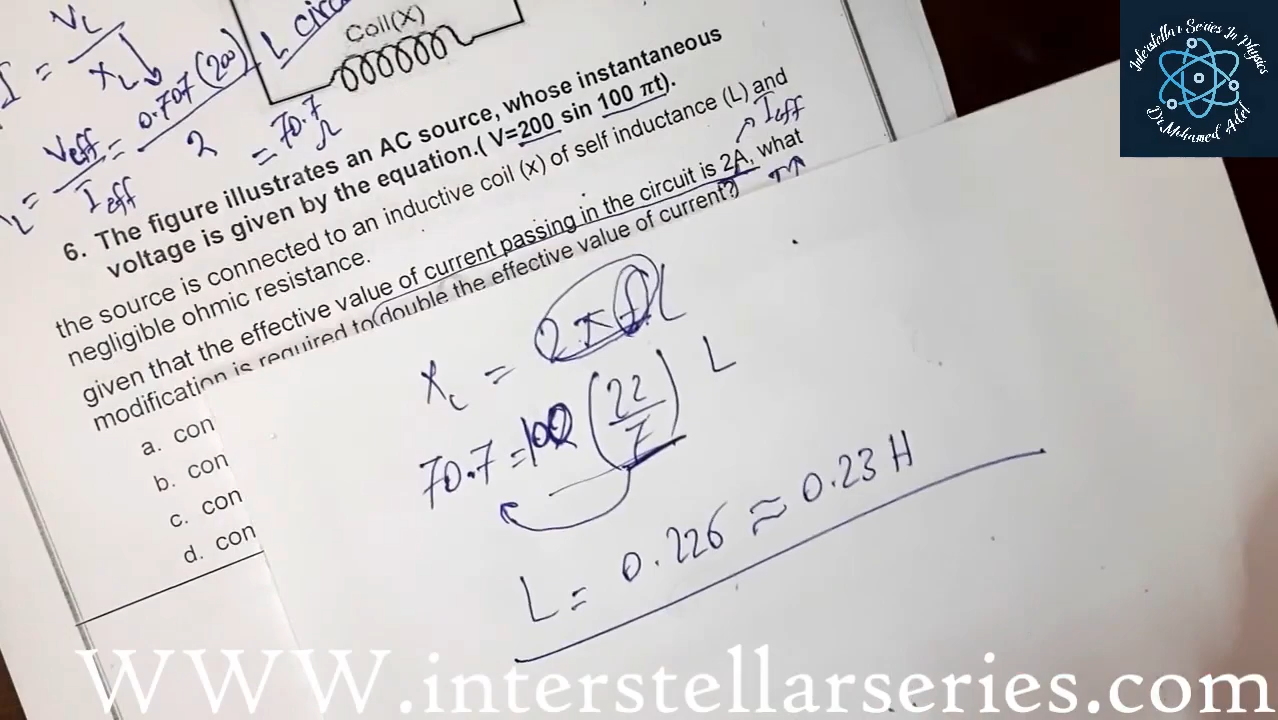 Interstellar Series In Physics
Dr. Mohamed Adel
Coil(X)
L
I = VL / XL
Veff / Ieff = 0.707 (200) / 2 = 70.7 Ω
6. The figure illustrates an AC source, whose instantaneous
voltage is given by the equation.( V=200 sin 100 πt).
the source is connected to an inductive coil (x) of self inductance (L) and
negligible ohmic resistance.
Ieff
given that the effective value of current passing in the circuit is 2A, what
modification is required to double the effective value of current?
a. con
b. con
c. con
d. con
XL = 2πfL
70.7 = 100 (22/7) L
L = 0.226 ≈ 0.23 H
WWW.interstellarseries.com